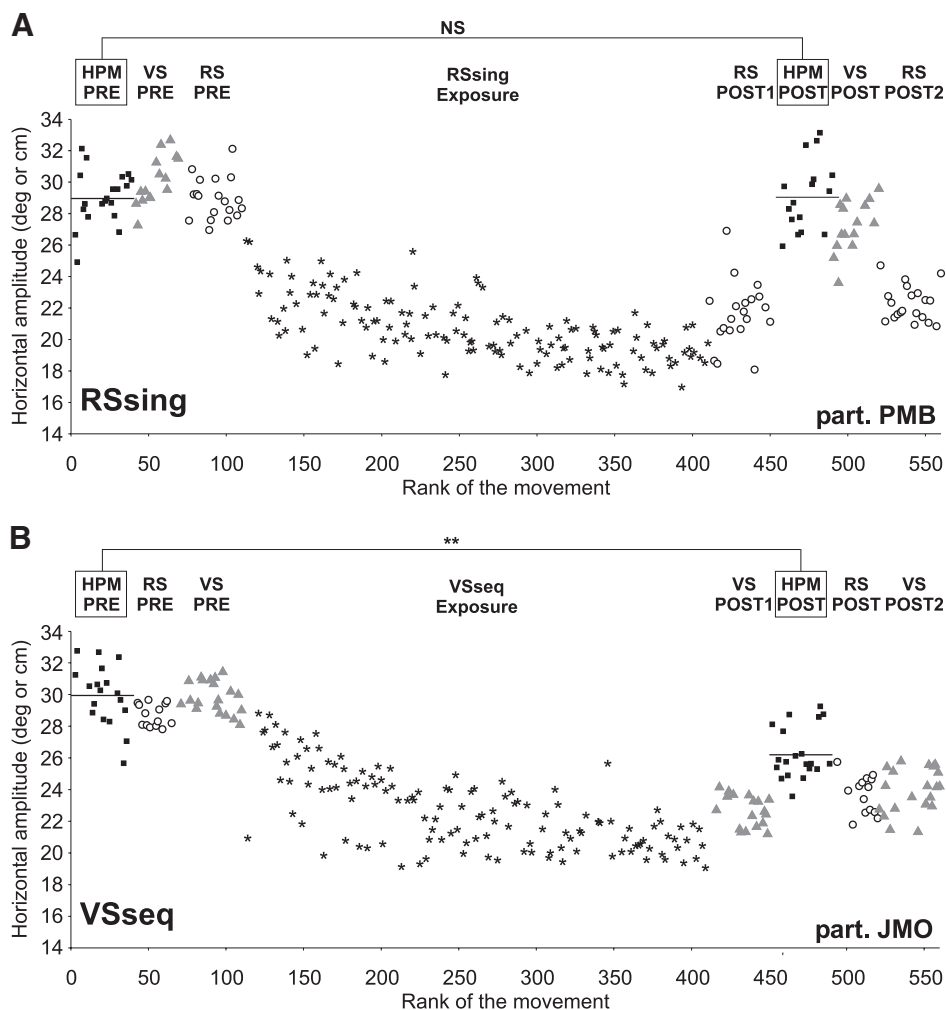 A
NS
HPM VS RS RSsing RS HPM VS RS
PRE PRE PRE Exposure POST1 POST POST POST2
34
32
30
28
26
24
22
20
18
16
14
Horizontal amplitude (deg or cm)
RSsing
part. PMB
0 50 100 150 200 250 300 350 400 450 500 550
Rank of the movement
B
**
HPM RS VS VSseq VS HPM RS VS
PRE PRE PRE Exposure POST1 POST POST POST2
34
32
30
28
26
24
22
20
18
16
14
Horizontal amplitude (deg or cm)
VSseq
part. JMO
0 50 100 150 200 250 300 350 400 450 500 550
Rank of the movement